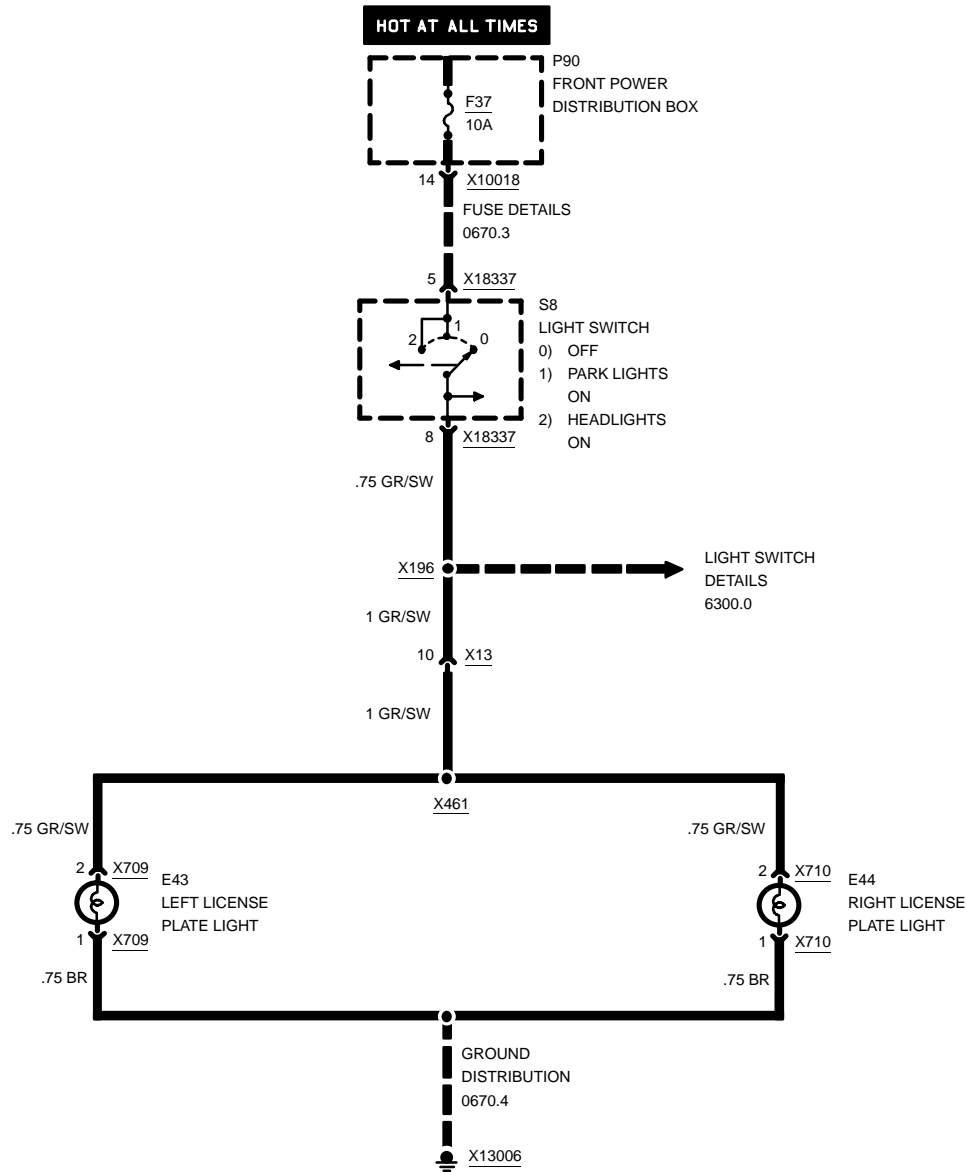 HOT AT ALL TIMES
P90
FRONT POWER
DISTRIBUTION BOX
F37
10A
14 X10018
FUSE DETAILS
0670.3
5 X18337
S8
LIGHT SWITCH
0) OFF
1) PARK LIGHTS
ON
2) HEADLIGHTS
ON
2 1 0
8 X18337
.75 GR/SW
X196
LIGHT SWITCH
DETAILS
6300.0
1 GR/SW
10 X13
1 GR/SW
X461
.75 GR/SW
.75 GR/SW
2 X709
E43
LEFT LICENSE
PLATE LIGHT
1 X709
.75 BR
2 X710
E44
RIGHT LICENSE
PLATE LIGHT
1 X710
.75 BR
GROUND
DISTRIBUTION
0670.4
X13006